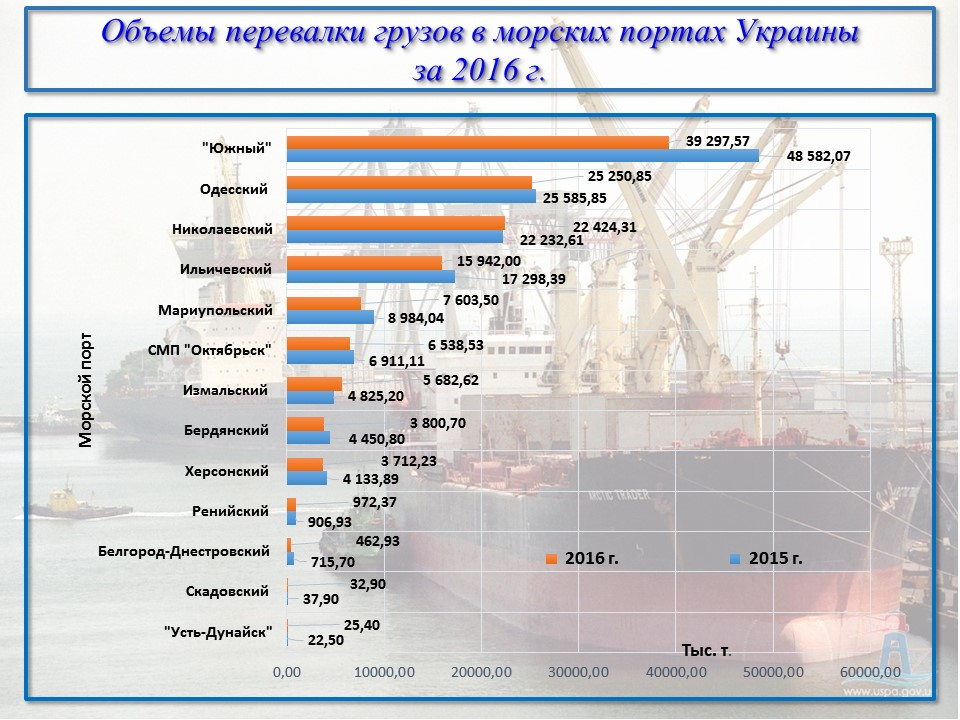 Объемы перевалки грузов в морских портах Украины
за 2016 г.
"Южный"
39 297,57
48 582,07
Одесский
25 250,85
25 585,85
Николаевский
22 424,31
22 232,61
Ильичевский
15 942,00
17 298,39
Мариупольский
7 603,50
8 984,04
СМП "Октябрьск"
6 538,53
6 911,11
Измальский
5 682,62
4 825,20
Бердянский
3 800,70
4 450,80
Херсонский
3 712,23
4 133,89
Ренийский
972,37
906,93
Белгород-Днестровский
462,93
715,70
Скадовский
32,90
37,90
"Усть-Дунайск"
25,40
22,50
Морской порт
ARCTIC TRADER
2016 г.
2015 г.
Тыс. т.
0,00 10000,00 20000,00 30000,00 40000,00 50000,00 60000,00
www.uspa.gov.u